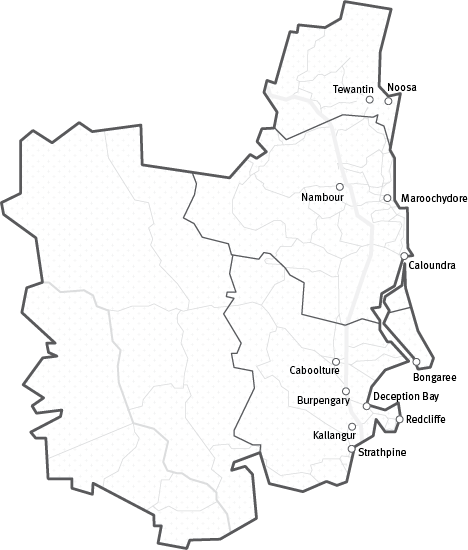 Tewantin
Noosa
Nambour
Maroochydore
Caloundra
Caboolture
Bongaree
Burpengary
Deception Bay
Redcliffe
Kallangur
Strathpine